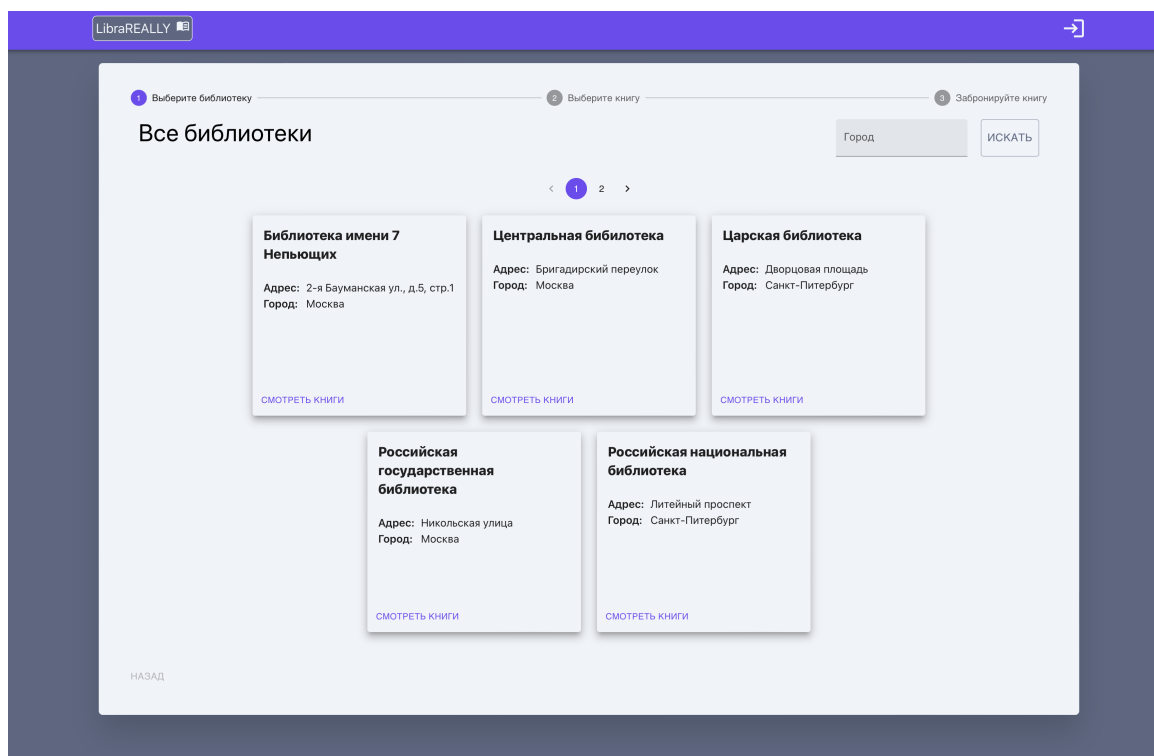 LibraREALLY
1 Выберите библиотеку
2 Выберите книгу
3 Забронируйте книгу
Все библиотеки
Город
ИСКАТЬ
‹ 1 2 ›
Библиотека имени 7
Непьющих
Адрес: 2-я Бауманская ул., д.5, стр.1
Город: Москва
СМОТРЕТЬ КНИГИ
Центральная бибилотека
Адрес: Бригадирский переулок
Город: Москва
СМОТРЕТЬ КНИГИ
Царская библиотека
Адрес: Дворцовая площадь
Город: Санкт-Питербург
СМОТРЕТЬ КНИГИ
Российская
государственная
библиотека
Адрес: Никольская улица
Город: Москва
СМОТРЕТЬ КНИГИ
Российская национальная
библиотека
Адрес: Литейный проспект
Город: Санкт-Питербург
СМОТРЕТЬ КНИГИ
НАЗАД